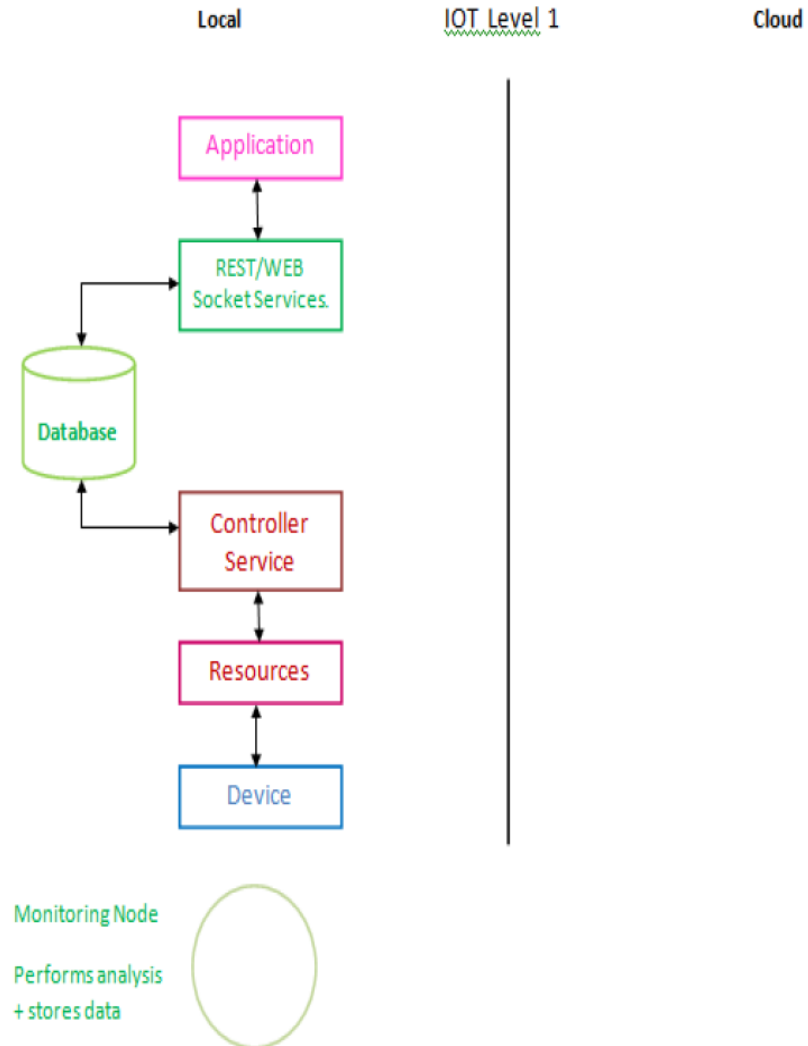 Local IOT Level 1 Cloud
Application
REST/WEB
Socket Services.
Database
Controller
Service
Resources
Device
Monitoring Node
Performs analysis
+ stores data